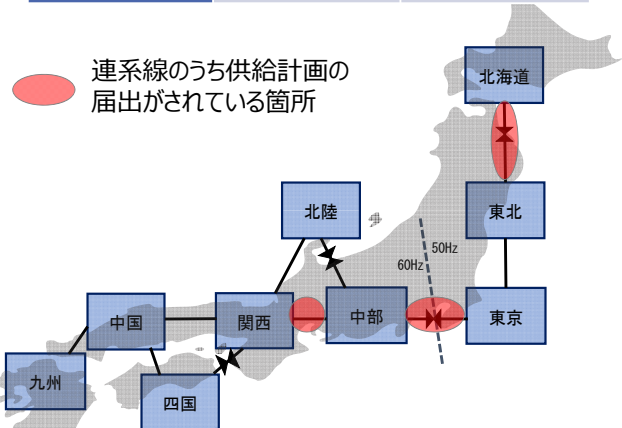 連系線のうち供給計画の
届出がされている箇所
北海道
北陸
東北
50Hz
60Hz
中国
関西
中部
東京
九州
四国